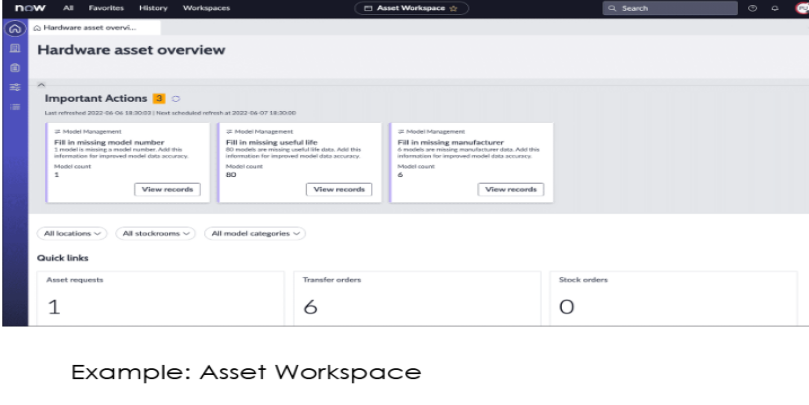 now All Favorites History Workspaces Asset Workspace Search
Hardware asset overvi...
Hardware asset overview
Important Actions 3
Last refreshed 2022-06-06 18:30:03 | Next scheduled refresh at 2022-06-07 18:30:00
Model Management
Fill in missing model number
1 model is missing a model number. Add this
information for improved model data accuracy.
Model count
1
View records
Model Management
Fill in missing useful life
80 models are missing useful life data. Add this
information for improved model data accuracy.
Model count
80
View records
Model Management
Fill in missing manufacturer
6 models are missing manufacturer data. Add this
information for improved model data accuracy.
Model count
6
View records
All locations All stockrooms All model categories
Quick links
Asset requests
1
Transfer orders
6
Stock orders
0
Example: Asset Workspace